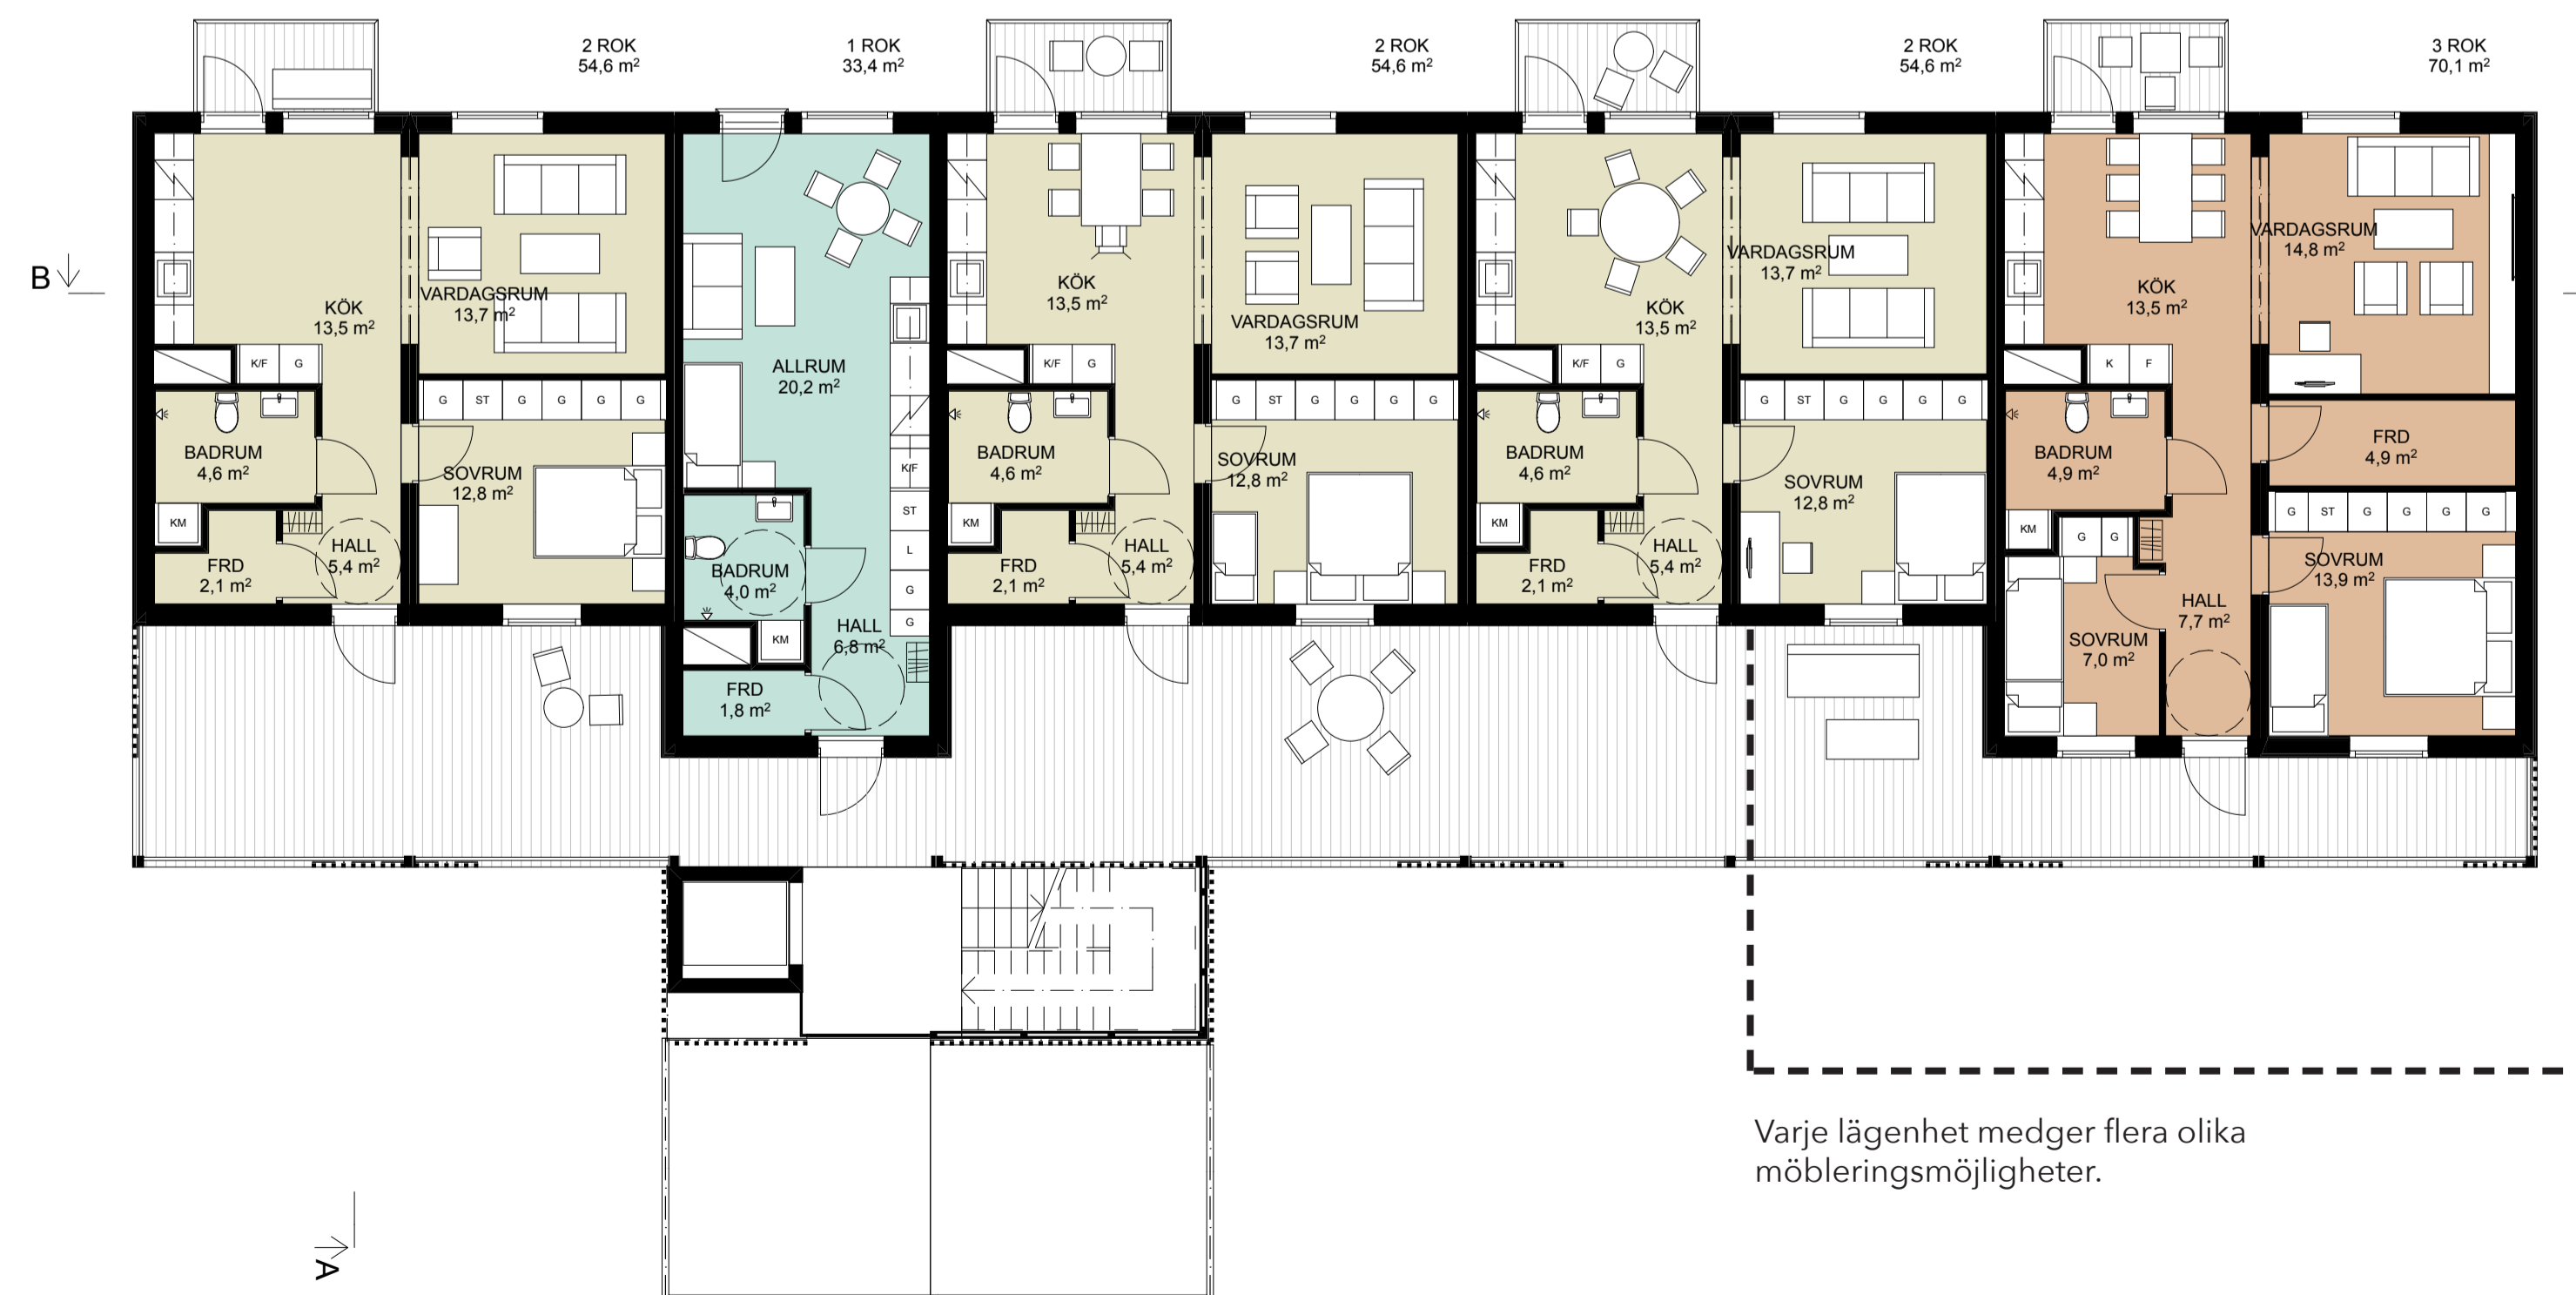 2 ROK
54,6 m²
1 ROK
33,4 m²
2 ROK
54,6 m²
2 ROK
54,6 m²
3 ROK
70,1 m²
B
KÖK
13,5 m²
VARDAGSRUM
13,7 m²
K/F G
G ST G G G G
BADRUM
4,6 m²
SOVRUM
12,8 m²
KM
FRD
2,1 m²
HALL
5,4 m²
ALLRUM
20,2 m²
K/F
ST
L
G
G
BADRUM
4,0 m²
KM
HALL
6,8 m²
FRD
1,8 m²
KÖK
13,5 m²
VARDAGSRUM
13,7 m²
K/F G
G ST G G G G
BADRUM
4,6 m²
SOVRUM
12,8 m²
KM
FRD
2,1 m²
HALL
5,4 m²
KÖK
13,5 m²
VARDAGSRUM
13,7 m²
K/F G
G ST G G G G
BADRUM
4,6 m²
SOVRUM
12,8 m²
KM
FRD
2,1 m²
HALL
5,4 m²
VARDAGSRUM
14,8 m²
KÖK
13,5 m²
K F
BADRUM
4,9 m²
FRD
4,9 m²
G ST G G G G
KM
G G
SOVRUM
13,9 m²
HALL
7,7 m²
SOVRUM
7,0 m²
Varje lägenhet medger flera olika
möbleringsmöjligheter.
A